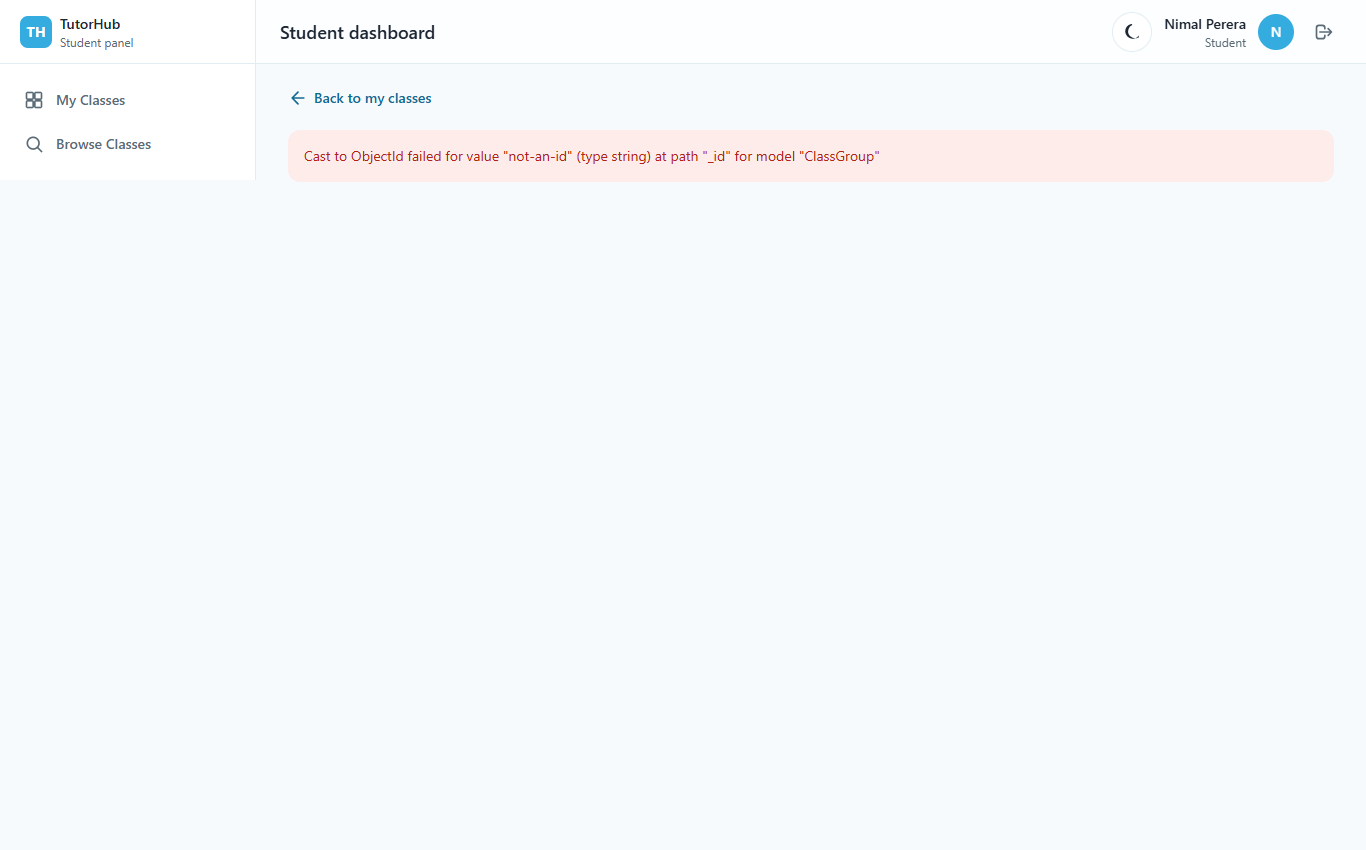 TH
TutorHub
Student panel
Student dashboard
Nimal Perera
Student
N
My Classes
Browse Classes
Back to my classes
Cast to ObjectId failed for value "not-an-id" (type string) at path "_id" for model "ClassGroup"